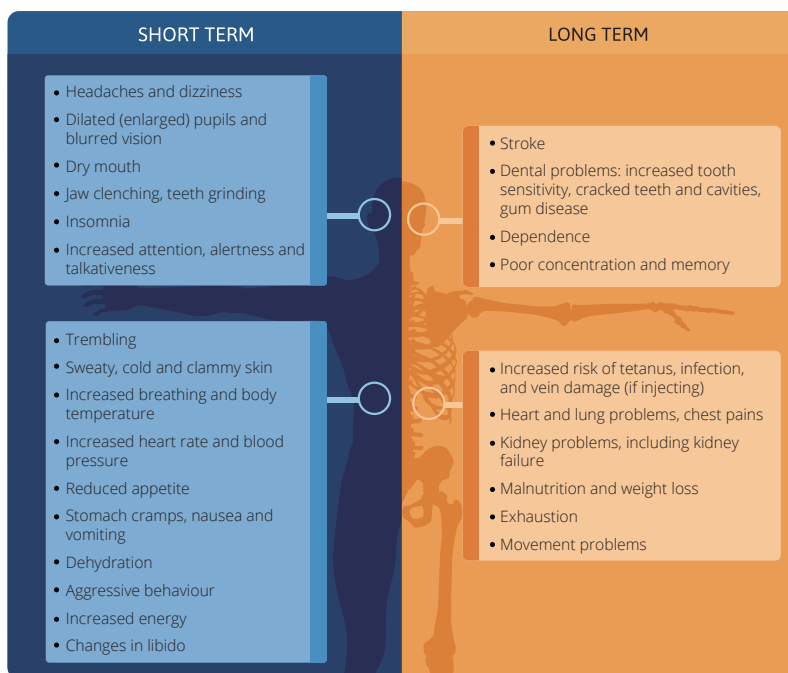 SHORT TERM
• Headaches and dizziness
• Dilated (enlarged) pupils and
blurred vision
• Dry mouth
• Jaw clenching, teeth grinding
• Insomnia
• Increased attention, alertness and
talkativeness
• Trembling
• Sweaty, cold and clammy skin
• Increased breathing and body
temperature
• Increased heart rate and blood
pressure
• Reduced appetite
• Stomach cramps, nausea and
vomiting
• Dehydration
• Aggressive behaviour
• Increased energy
• Changes in libido
LONG TERM
• Stroke
• Dental problems: increased tooth
sensitivity, cracked teeth and cavities,
gum disease
• Dependence
• Poor concentration and memory
• Increased risk of tetanus, infection,
and vein damage (if injecting)
• Heart and lung problems, chest pains
• Kidney problems, including kidney
failure
• Malnutrition and weight loss
• Exhaustion
• Movement problems